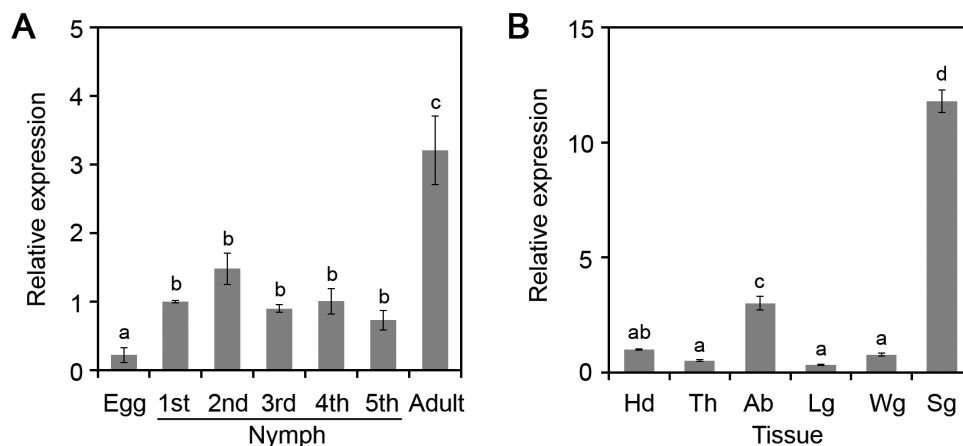 A
Relative expression
5
4
3
2
1
0
a
b
b
b
b
b
c
Egg 1st 2nd 3rd 4th 5th Adult
Nymph
B
Relative expression
15
10
5
0
ab
a
c
a
a
d
Hd Th Ab Lg Wg Sg
Tissue